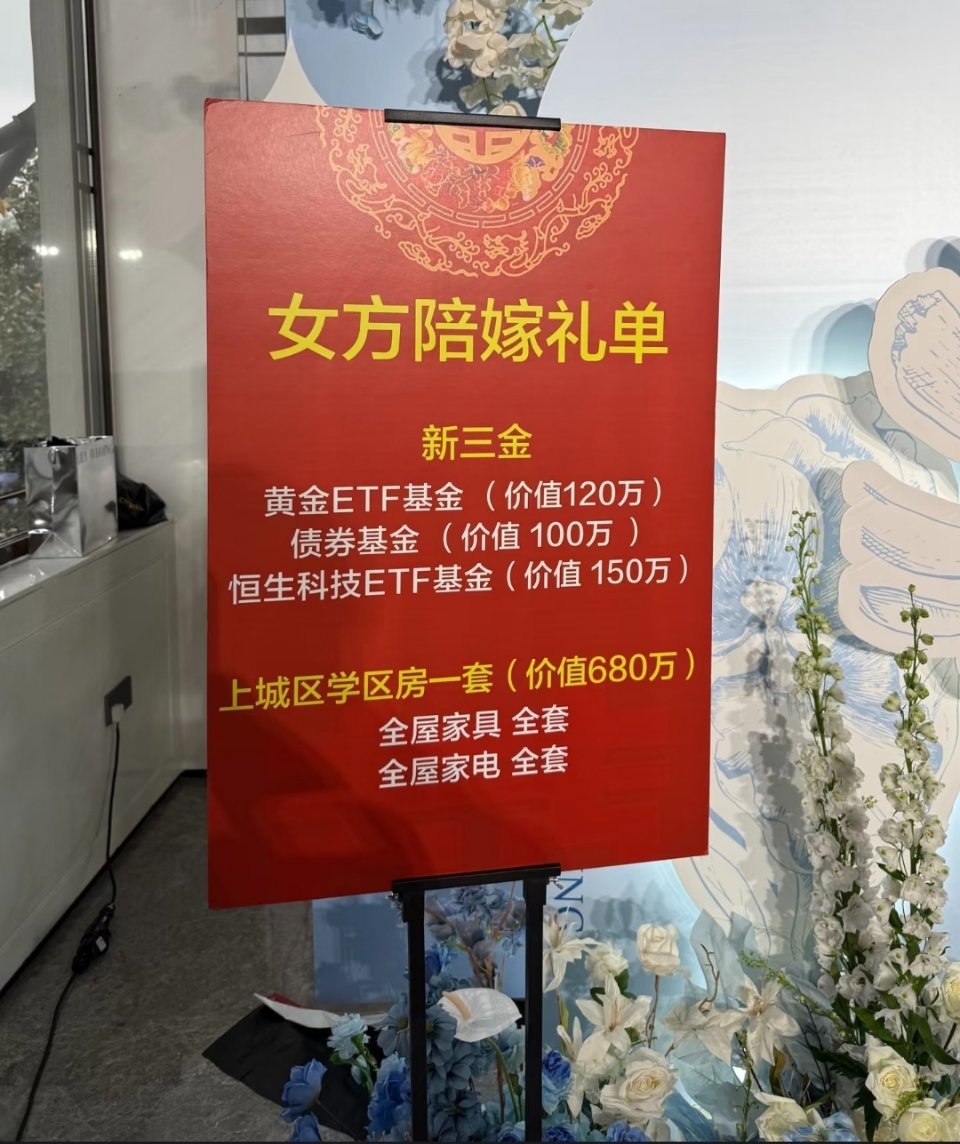 女方陪嫁礼单
新三金
黄金ETF基金（价值120万）
债券基金（价值 100万 ）
恒生科技ETF基金（价值 150万）
上城区学区房一套（价值680万）
全屋家具 全套
全屋家电 全套